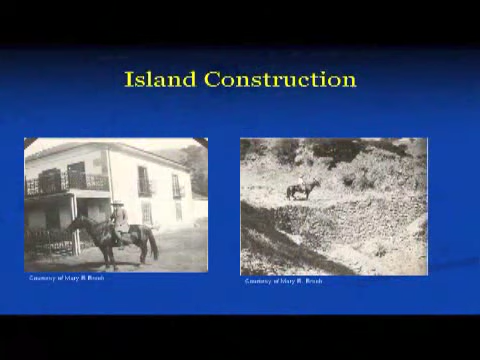 Island Construction
Courtesy of Mary B. Brush
Courtesy of Mary B. Brush